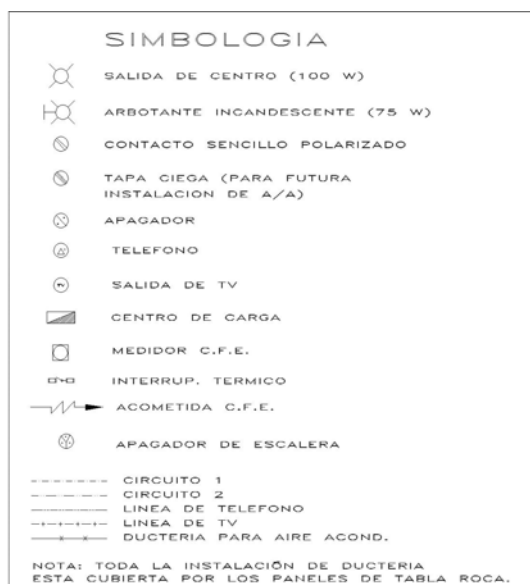 SIMBOLOGIA
SALIDA DE CENTRO (100 W)
ARBOTANTE INCANDESCENTE (75 W)
CONTACTO SENCILLO POLARIZADO
TAPA CIEGA (PARA FUTURA
INSTALACION DE A/A)
APAGADOR
TELEFONO
SALIDA DE TV
CENTRO DE CARGA
MEDIDOR C.F.E.
INTERRUP. TERMICO
ACOMETIDA C.F.E.
APAGADOR DE ESCALERA
CIRCUITO 1
CIRCUITO 2
LINEA DE TELEFONO
LINEA DE TV
DUCTERIA PARA AIRE ACOND.
NOTA: TODA LA INSTALACIÓN DE DUCTERIA
ESTA CUBIERTA POR LOS PANELES DE TABLA ROCA.